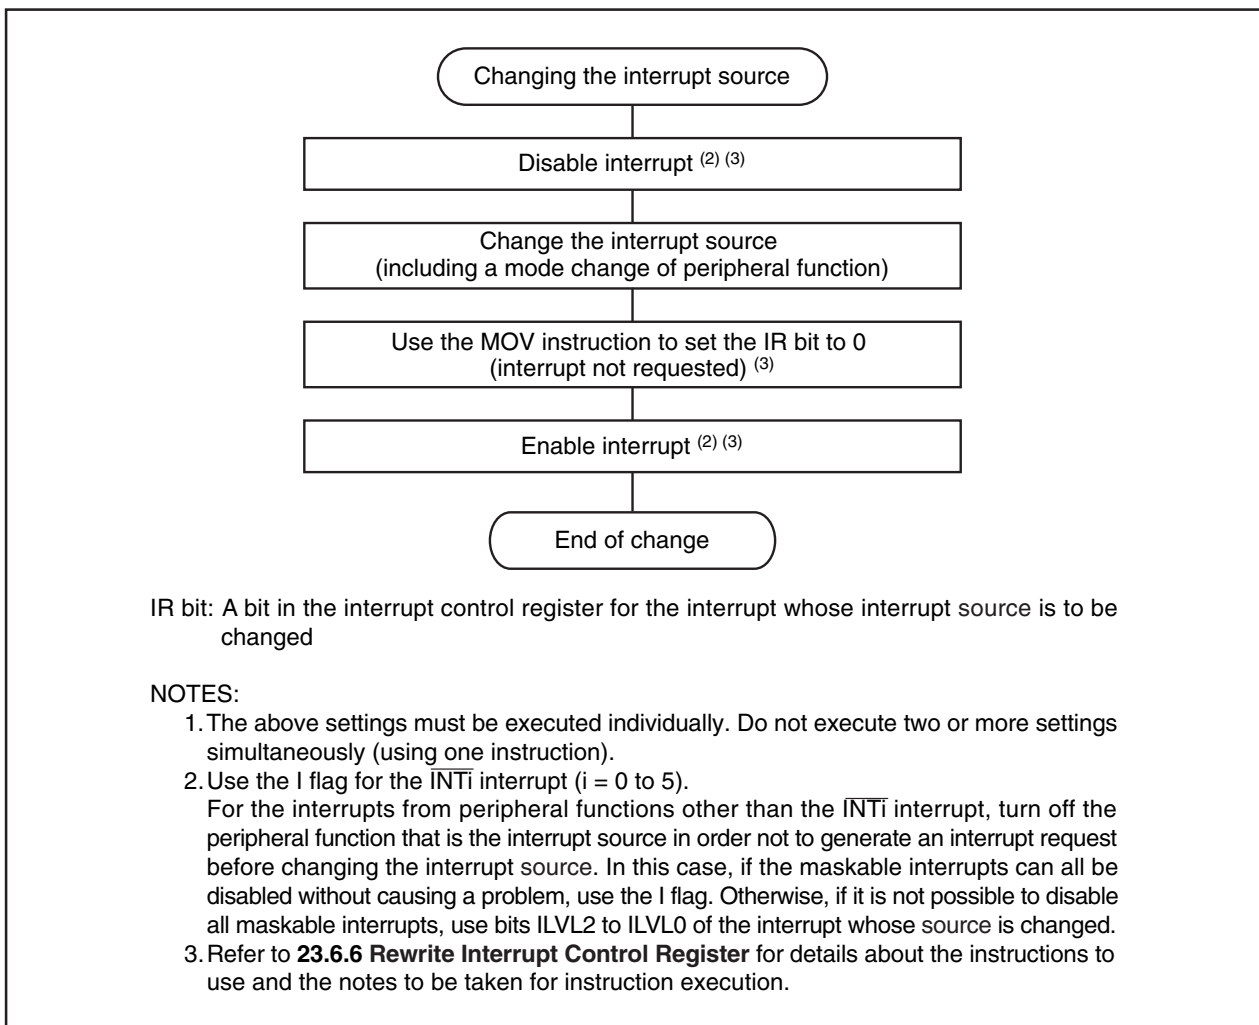 Changing the interrupt source
Disable interrupt (2) (3)
Change the interrupt source
(including a mode change of peripheral function)
Use the MOV instruction to set the IR bit to 0
(interrupt not requested) (3)
Enable interrupt (2) (3)
End of change
IR bit: A bit in the interrupt control register for the interrupt whose interrupt source is to be
changed
NOTES:
1. The above settings must be executed individually. Do not execute two or more settings
simultaneously (using one instruction).
2. Use the I flag for the I̅N̅T̅i̅ interrupt (i = 0 to 5).
For the interrupts from peripheral functions other than the I̅N̅T̅i̅ interrupt, turn off the
peripheral function that is the interrupt source in order not to generate an interrupt request
before changing the interrupt source. In this case, if the maskable interrupts can all be
disabled without causing a problem, use the I flag. Otherwise, if it is not possible to disable
all maskable interrupts, use bits ILVL2 to ILVL0 of the interrupt whose source is changed.
3. Refer to 23.6.6 Rewrite Interrupt Control Register for details about the instructions to
use and the notes to be taken for instruction execution.